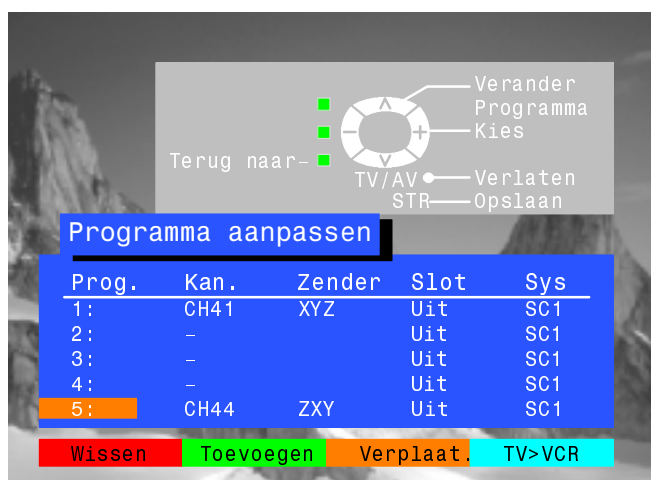 Verander
Programma
Kies
Terug naar–
TV/AV
Verlaten
STR
Opslaan
Programma aanpassen
Prog. Kan. Zender Slot Sys
1: CH41 XYZ Uit SC1
2: – Uit SC1
3: – Uit SC1
4: – Uit SC1
5: CH44 ZXY Uit SC1
Wissen Toevoegen Verplaat. TV>VCR